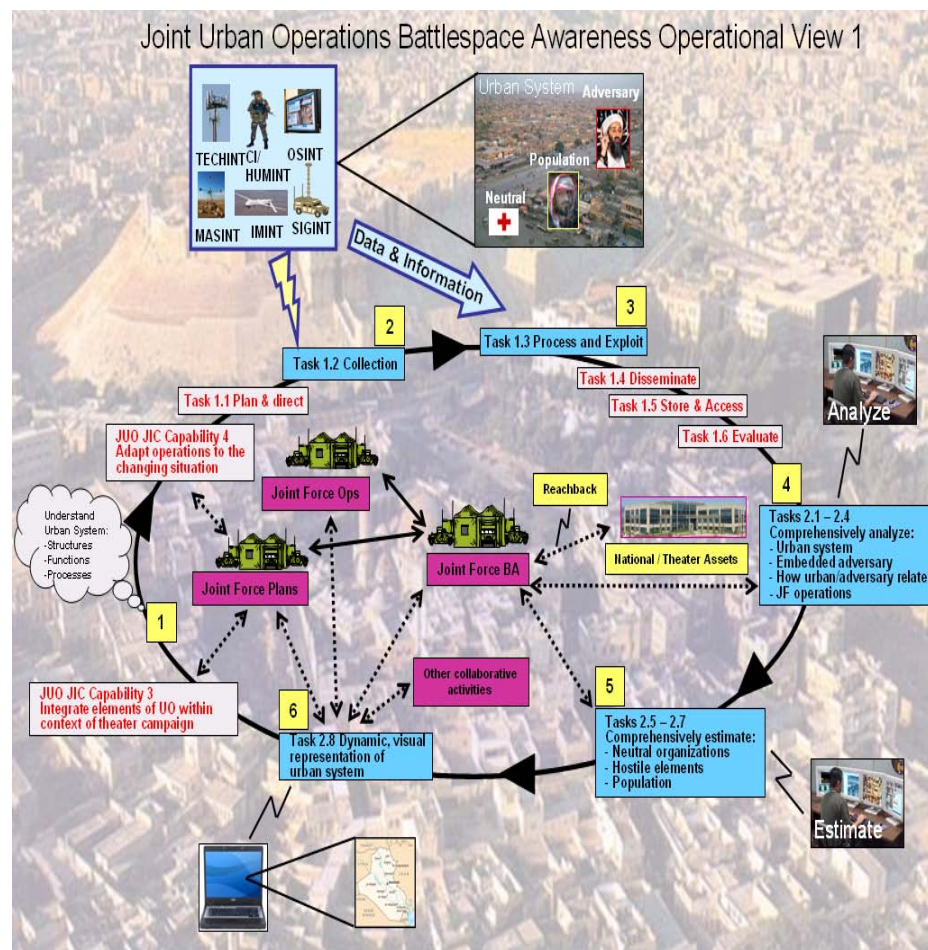 Joint Urban Operations Battlespace Awareness Operational View 1
TECHINT
CI/
HUMINT
OSINT
MASINT
IMINT
SIGINT
Urban System
Adversary
Population
Neutral
Data & Information
2
Task 1.2 Collection
3
Task 1.3 Process and Exploit
Task 1.1 Plan & direct
Task 1.4 Disseminate
Task 1.5 Store & Access
Task 1.6 Evaluate
Analyze
JUO JIC Capability 4
Adapt operations to the
changing situation
Joint Force Ops
Reachback
4
Understand
Urban System:
-Structures
-Functions
-Processes
Joint Force Plans
Joint Force BA
National / Theater Assets
Tasks 2.1 – 2.4
Comprehensively analyze:
- Urban system
- Embedded adversary
- How urban/adversary relate
- JF operations
1
JUO JIC Capability 3
Integrate elements of UO within
context of theater campaign
Other collaborative
activities
6
Task 2.8 Dynamic, visual
representation of
urban system
5
Tasks 2.5 – 2.7
Comprehensively estimate:
- Neutral organizations
- Hostile elements
- Population
Estimate